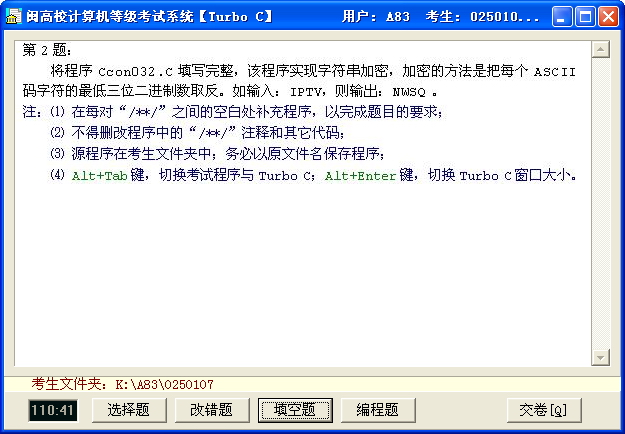 闽高校计算机等级考试系统【Turbo C】 用户: A83 考生: 025010...
第2题:
将程序 Ccon032.C 填写完整，该程序实现字符串加密，加密的方法是把每个 ASCII
码字符的最低三位二进制数取反。如输入: IPTV，则输出: NWSQ 。
注: (1) 在每对“/**/”之间的空白处补充程序，以完成题目的要求;
(2) 不得删改程序中的“/**/”注释和其它代码;
(3) 源程序在考生文件夹中; 务必以原文件名保存程序;
(4) Alt+Tab 键，切换考试程序与 Turbo C; Alt+Enter 键，切换 Turbo C 窗口大小。
考生文件夹: K:\A83\0250107
110:41 选择题 改错题 填空题 编程题 交卷[Q]